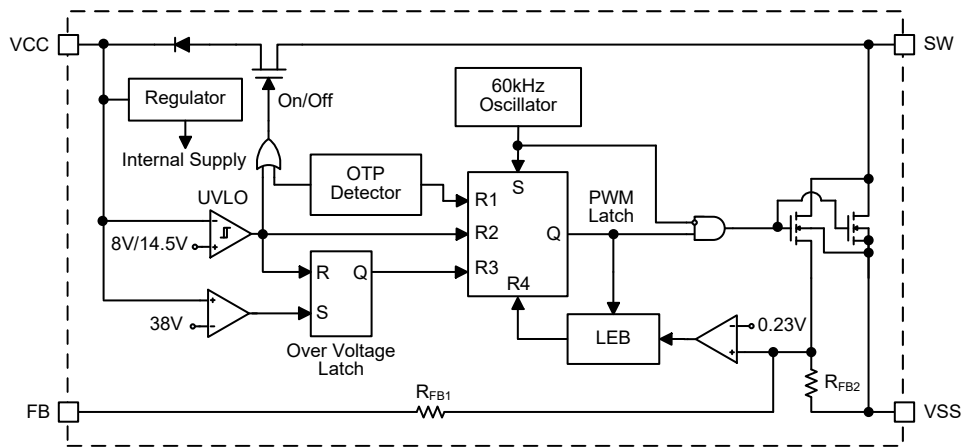 VCC
SW
Regulator
On/Off
60kHz
Oscillator
Internal Supply
OTP
Detector
S
PWM
Latch
UVLO
R1
-
+
8V/14.5V
R2
Q
R
Q
R3
R4
+
-
38V
S
LEB
-
+
0.23V
Over Voltage
Latch
RFB1
RFB2
FB
VSS